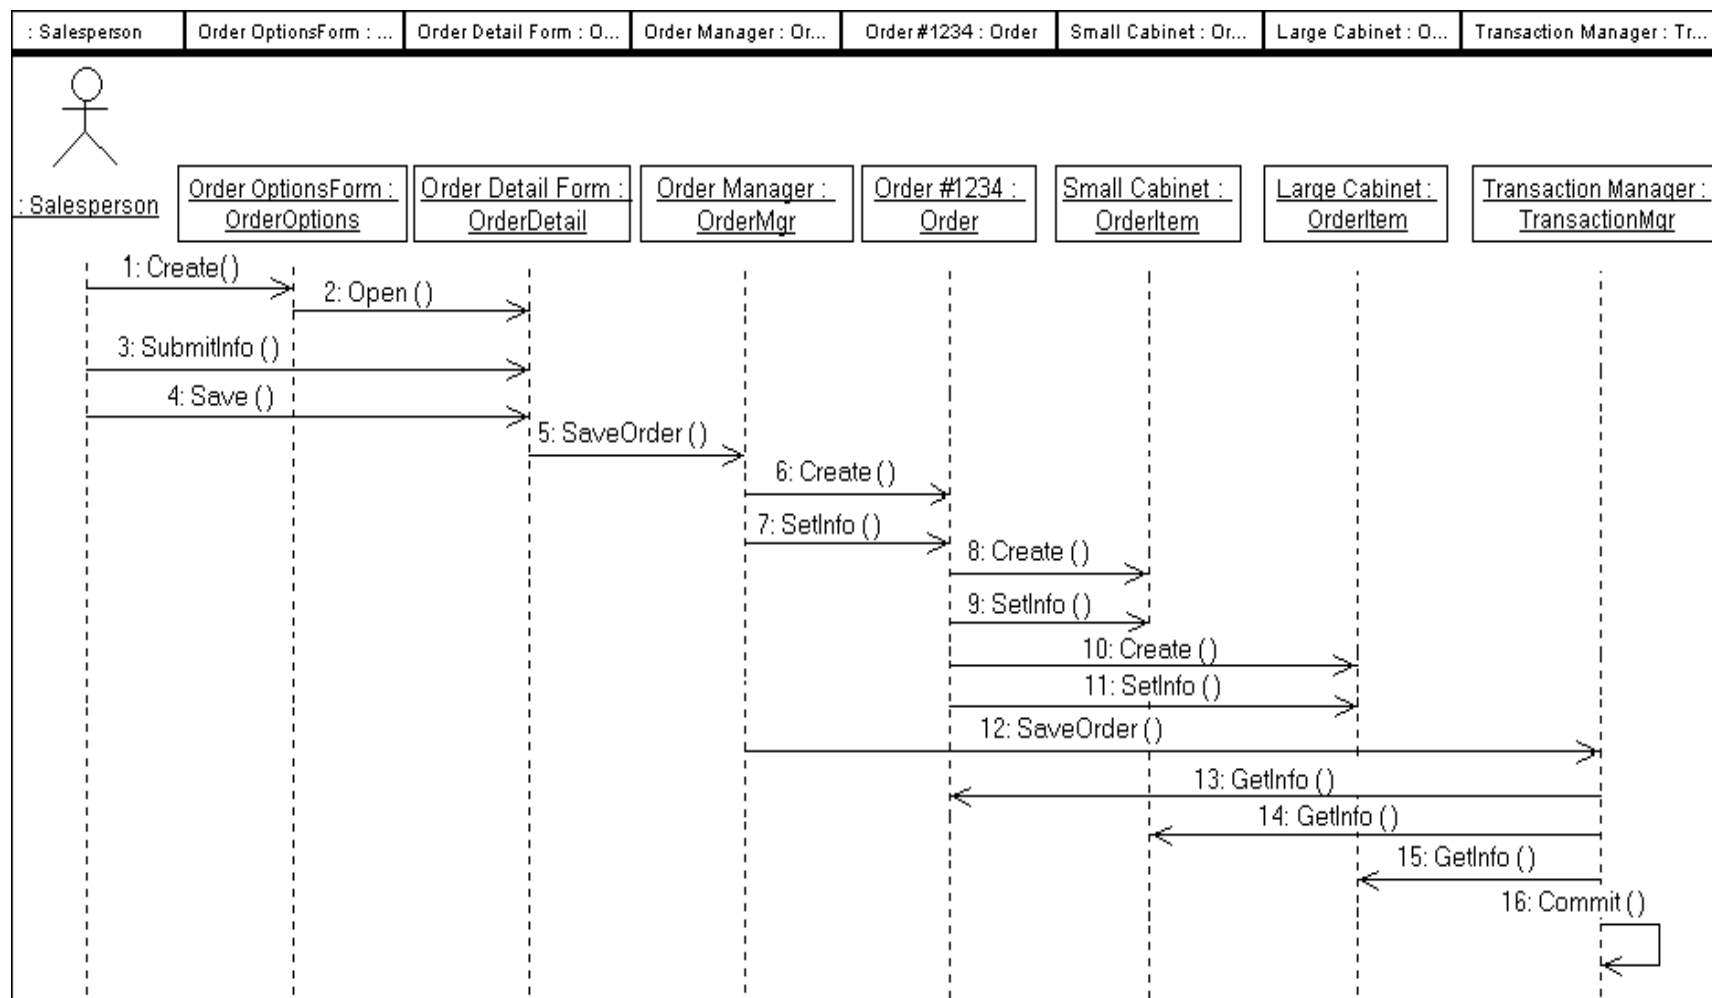 : Salesperson
Order OptionsForm : ...
Order Detail Form : O...
Order Manager : Or...
Order #1234 : Order
Small Cabinet : Or...
Large Cabinet : O...
Transaction Manager : Tr...
: Salesperson
Order OptionsForm :
OrderOptions
Order Detail Form :
OrderDetail
Order Manager :
OrderMgr
Order #1234 :
Order
Small Cabinet :
OrderItem
Large Cabinet :
OrderItem
Transaction Manager :
TransactionMgr
1: Create()
2: Open ()
3: SubmitInfo ()
4: Save ()
5: SaveOrder ()
6: Create ()
7: SetInfo ()
8: Create ()
9: SetInfo ()
10: Create ()
11: SetInfo ()
12: SaveOrder ()
13: GetInfo ()
14: GetInfo ()
15: GetInfo ()
16: Commit ()